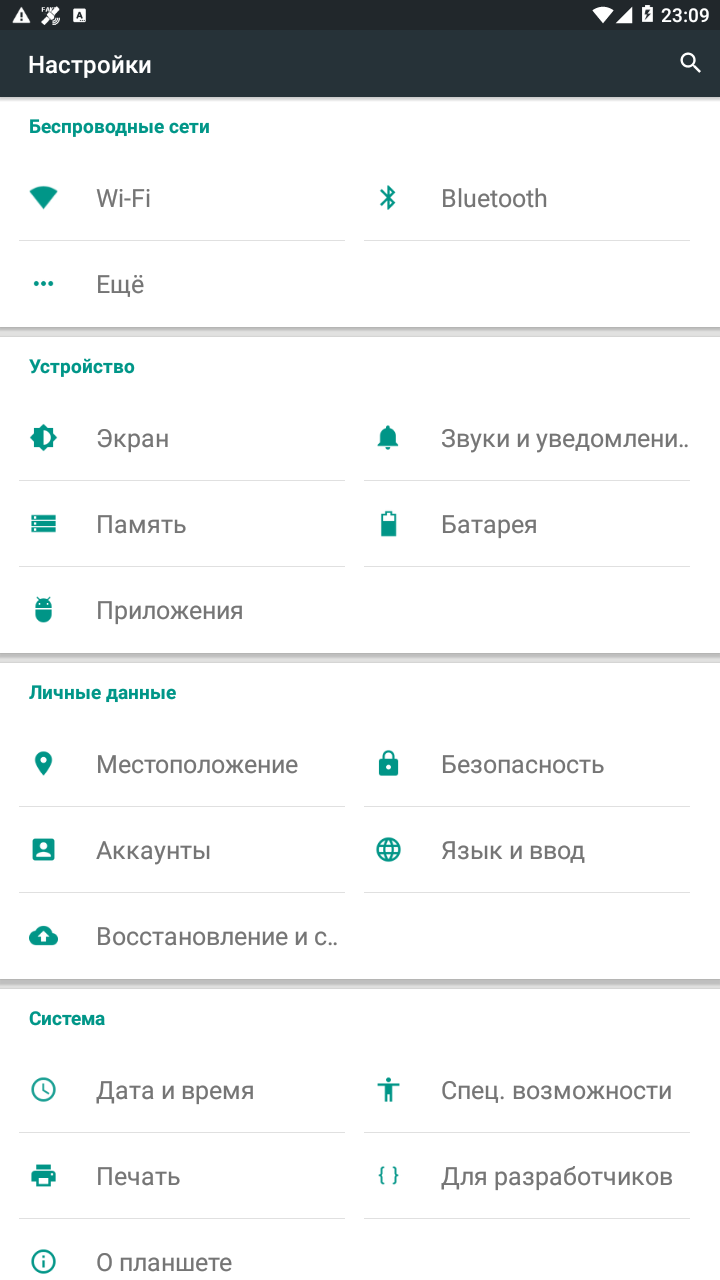 FAKE
A
23:09
Настройки
Беспроводные сети
Wi-Fi
Bluetooth
Ещё
Устройство
Экран
Звуки и уведомлени..
Память
Батарея
Приложения
Личные данные
Местоположение
Безопасность
Аккаунты
Язык и ввод
Восстановление и с..
Система
Дата и время
Спец. возможности
Печать
{ }
Для разработчиков
О планшете